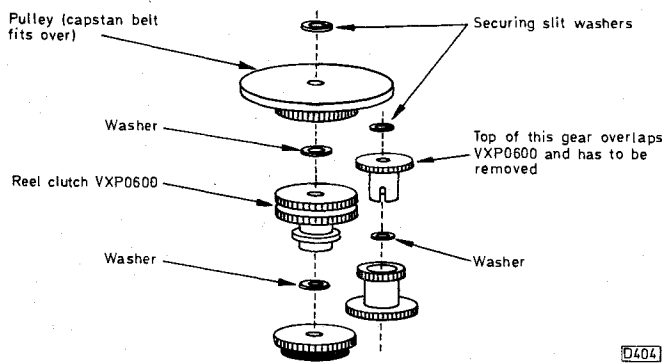 Pulley (capstan belt
fits over)
Securing slit washers
Washer
Top of this gear overlaps
VXP0600 and has to be
removed
Reel clutch VXP0600
Washer
Washer
D404